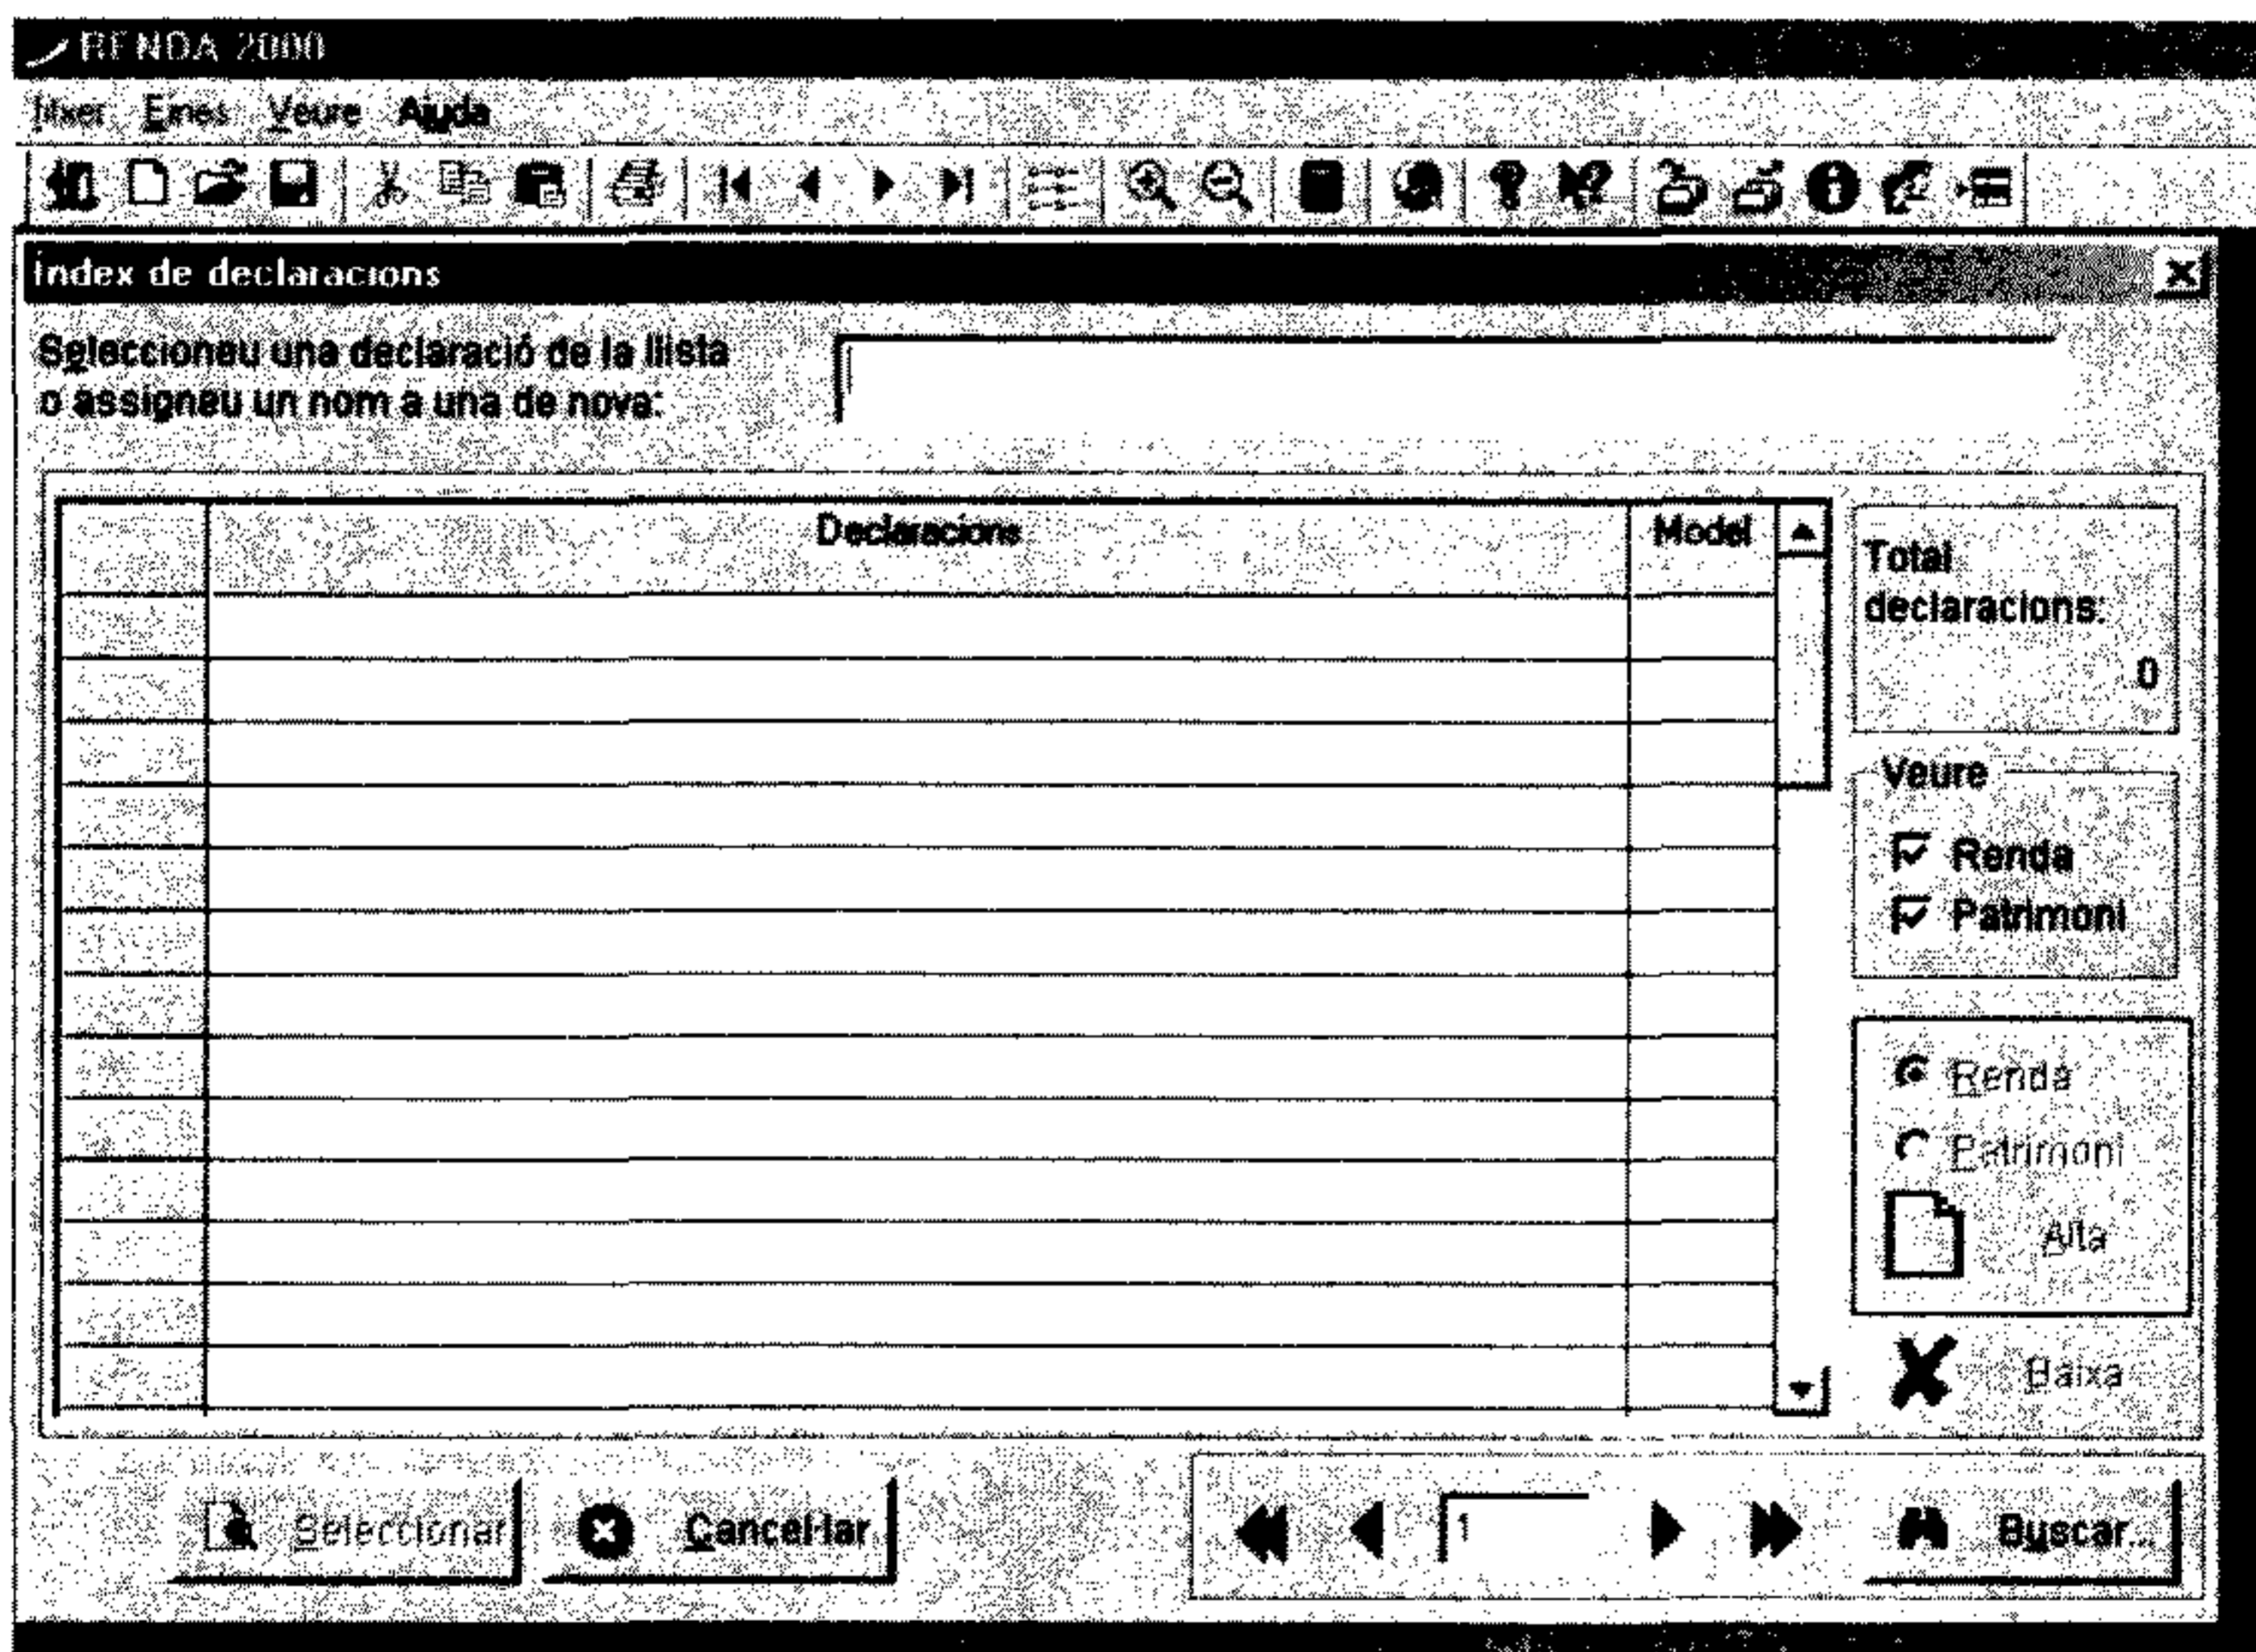 RENDA 2000
Fitxer Eines Veure Ajuda
Índex de declaracions
Seleccioneu una declaració de la llista
o assigneu un nom a una de nova:
Declaracions Model
Total
declaracions:
0
Veure
Renda
Patrimoni
Renda
Patrimoni
Alta
Baixa
Seleccionar Cancel·lar 1 Buscar...